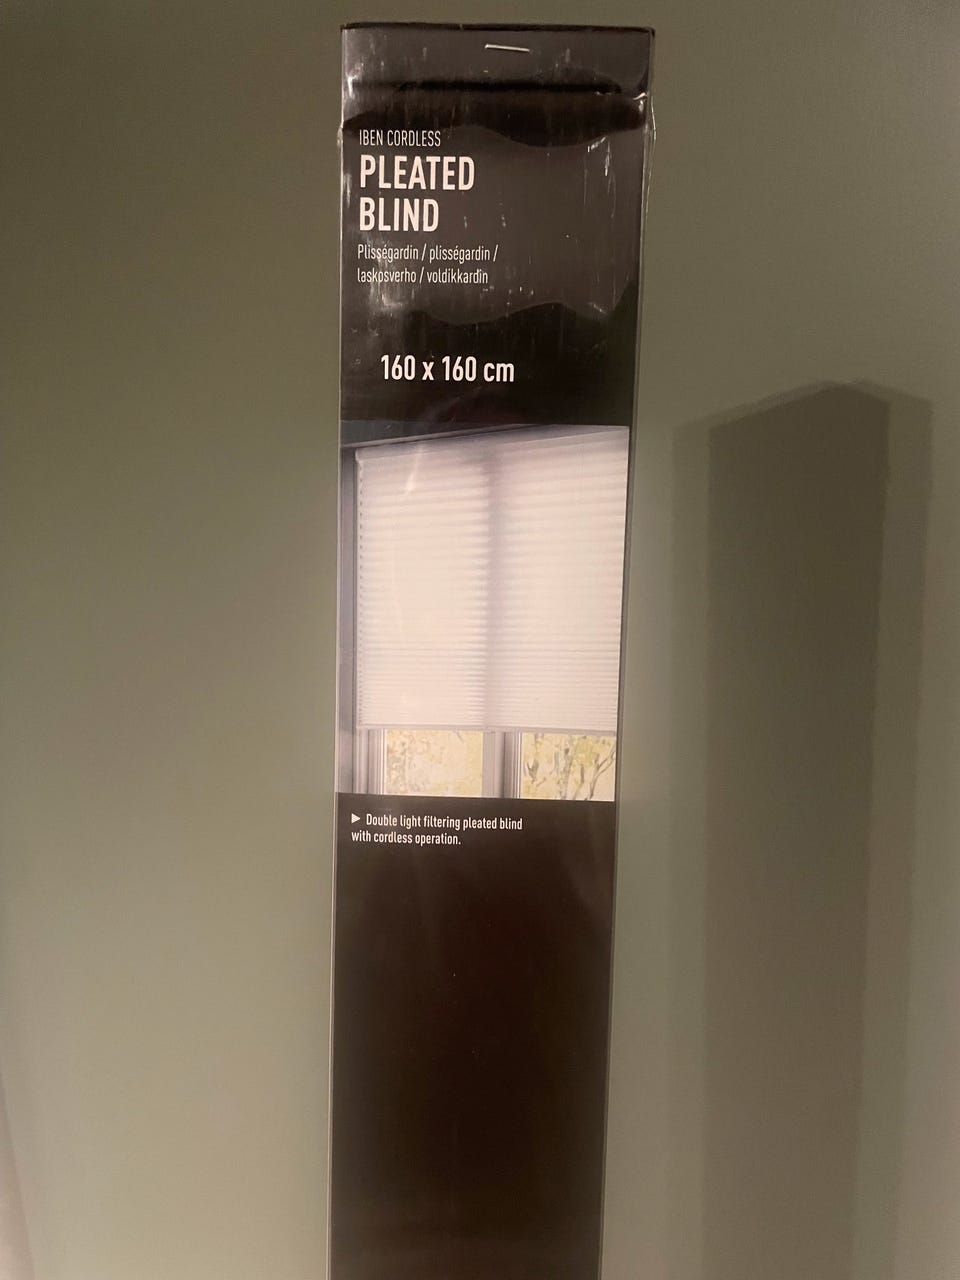 IBEN CORDLESS
PLEATED
BLIND
Plisségardin / plisségardin /
laskosverho / voldikkardin
160 x 160 cm
▶ Double light filtering pleated blind
with cordless operation.